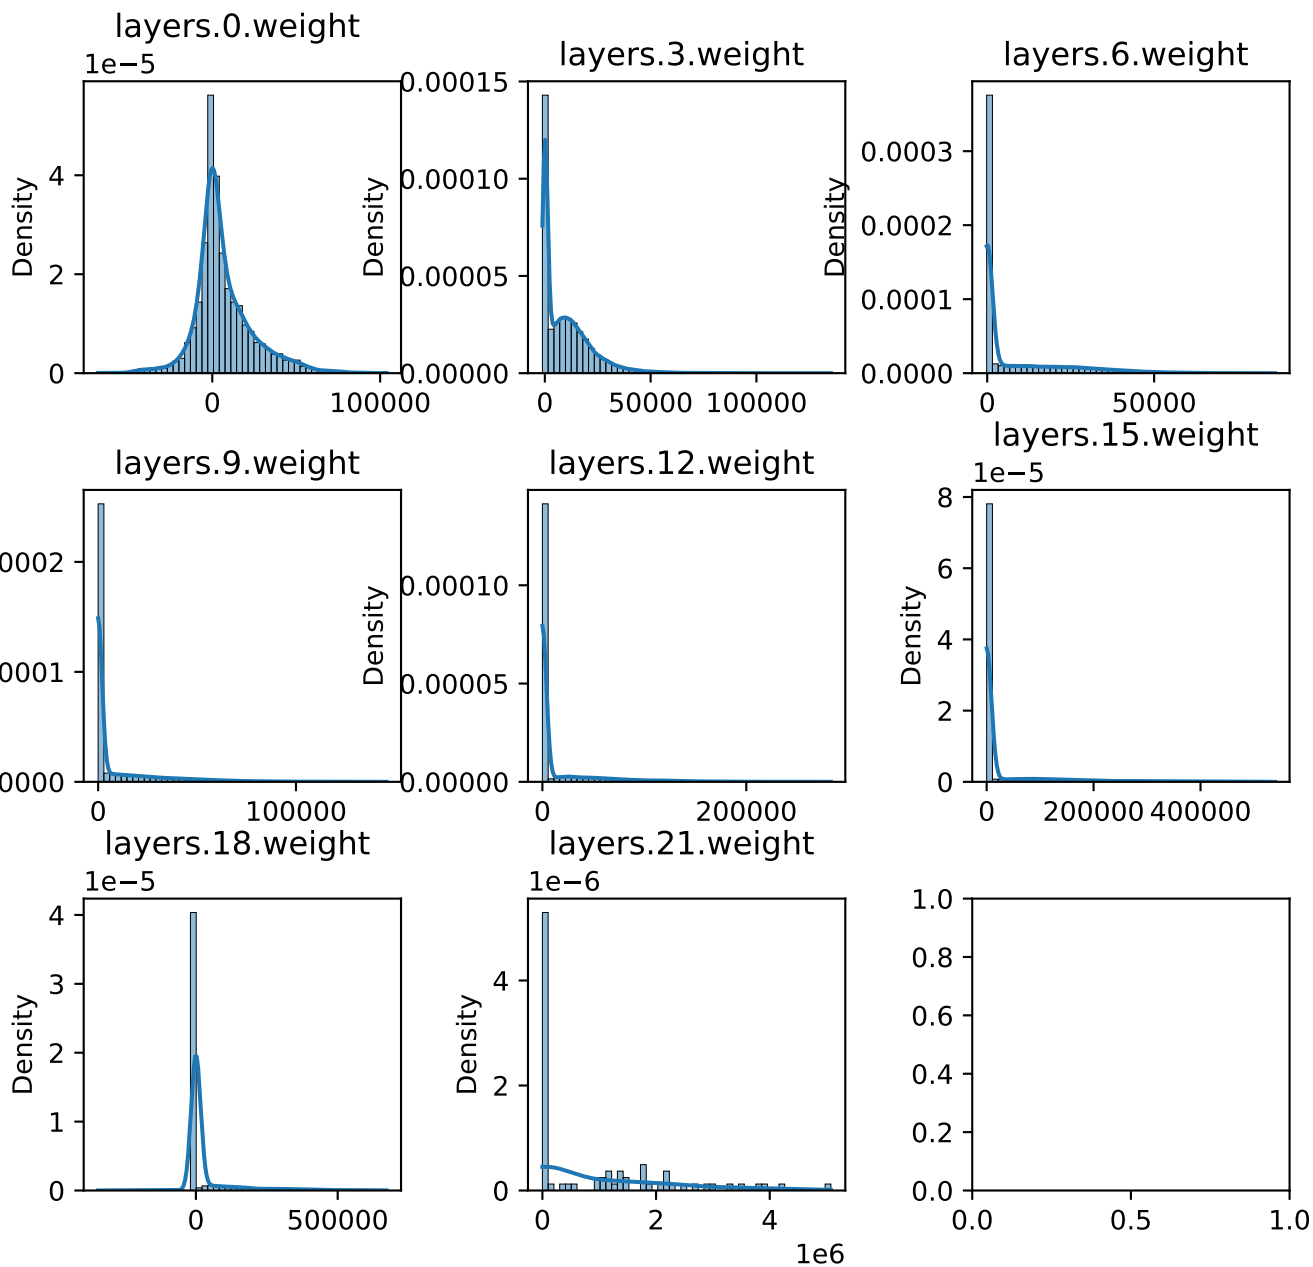 layers.0.weight
1e−5
Density
4
2
0
0
100000
layers.3.weight
Density
0.00015
0.00010
0.00005
0.00000
0
50000
100000
layers.6.weight
Density
0.0003
0.0002
0.0001
0.0000
0
50000
layers.9.weight
0002
0001
0000
0
100000
layers.12.weight
Density
0.00010
0.00005
0.00000
0
200000
layers.15.weight
1e−5
Density
8
6
4
2
0
0
200000
400000
layers.18.weight
1e−5
Density
4
3
2
1
0
0
500000
layers.21.weight
1e−6
Density
4
2
0
0
2
4
1e6
1.0
0.8
0.6
0.4
0.2
0.0
0.0
0.5
1.0